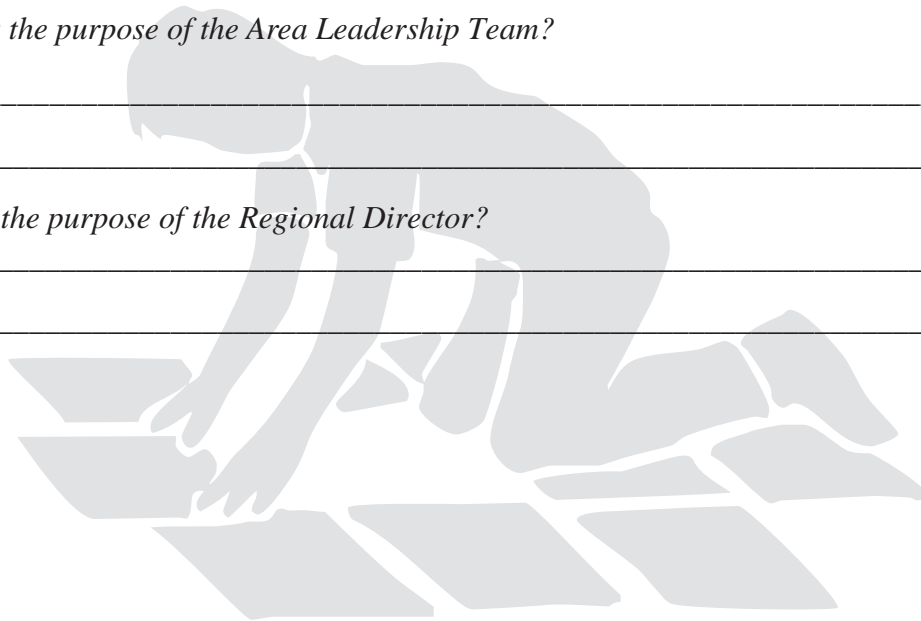 the purpose of the Area Leadership Team?
the purpose of the Regional Director?